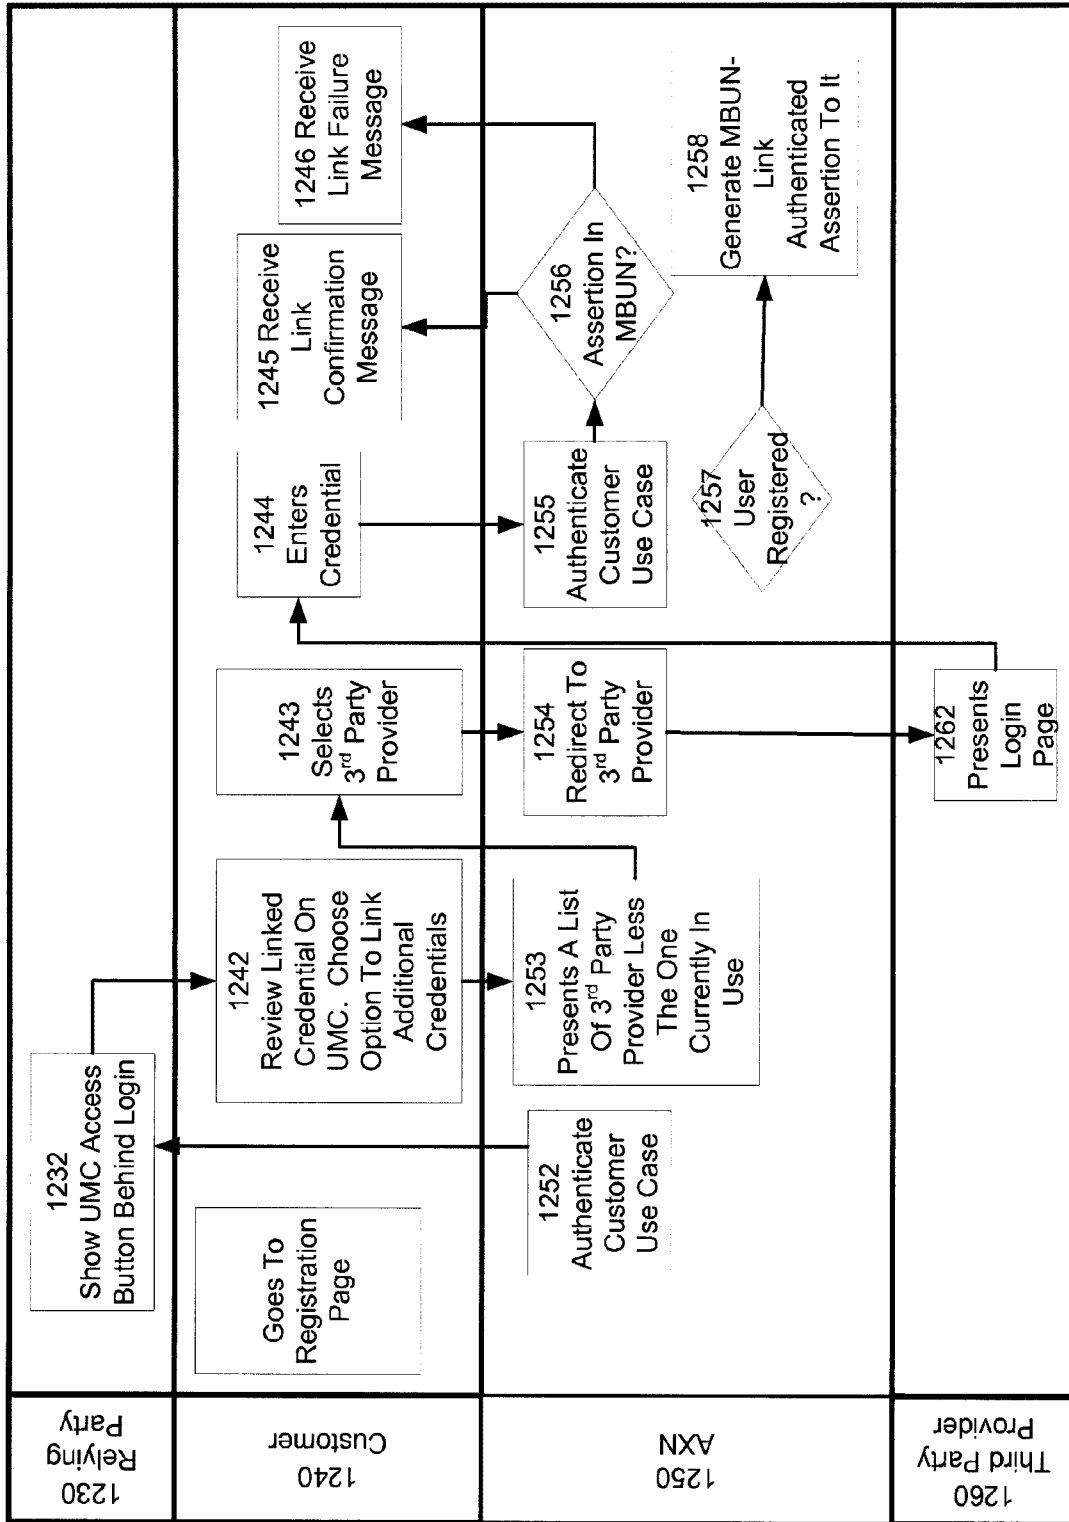 1230
Relying
Party
1232
Show UMC Access
Button Behind Login
1240
Customer
Goes To
Registration
Page
1242
Review Linked
Credential On
UMC. Choose
Option To Link
Additional
Credentials
1243
Selects
3rd Party
Provider
1244
Enters
Credential
1245 Receive
Link
Confirmation
Message
1246 Receive
Link Failure
Message
1250
AXN
1252
Authenticate
Customer
Use Case
1253
Presents A List
Of 3rd Party
Provider Less
The One
Currently In
Use
1254
Redirect To
3rd Party
Provider
1255
Authenticate
Customer
Use Case
1256
Assertion In
MBUN?
1257
User
Registered
?
1258
Generate MBUN-
Link
Authenticated
Assertion To It
1260
Third Party
Provider
1262
Presents
Login
Page